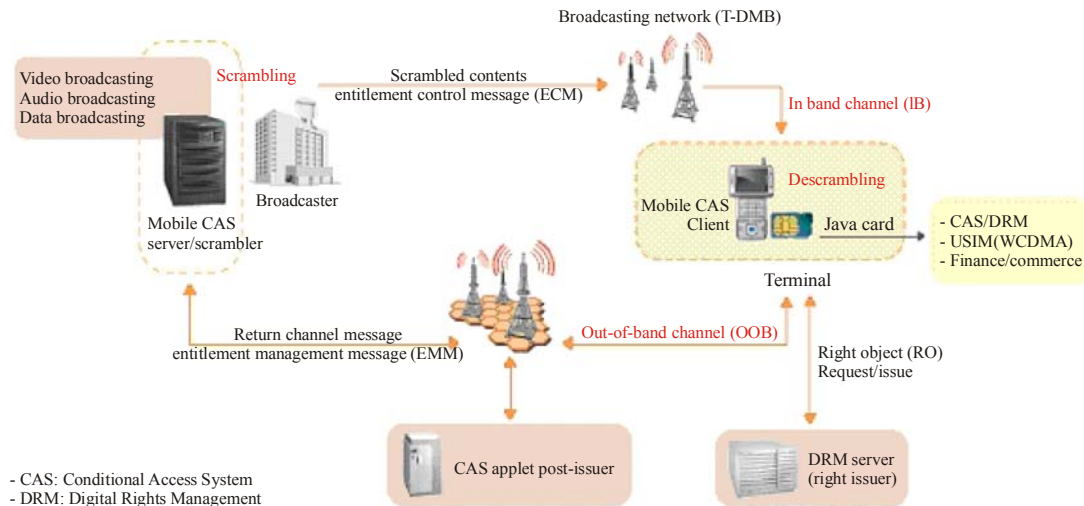 Broadcasting network (T-DMB)
Video broadcasting
Audio broadcasting
Data broadcasting
Scrambling
Scrambled contents
entitlement control message (ECM)
In band channel (IB)
Broadcaster
Mobile CAS
server/scrambler
Descrambling
Mobile CAS
Client
Java card
- CAS/DRM
- USIM(WCDMA)
- Finance/commerce
Terminal
Return channel message
entitlement management message (EMM)
Out-of-band channel (OOB)
Right object (RO)
Request/issue
CAS applet post-issuer
DRM server
(right issuer)
- CAS: Conditional Access System
- DRM: Digital Rights Management